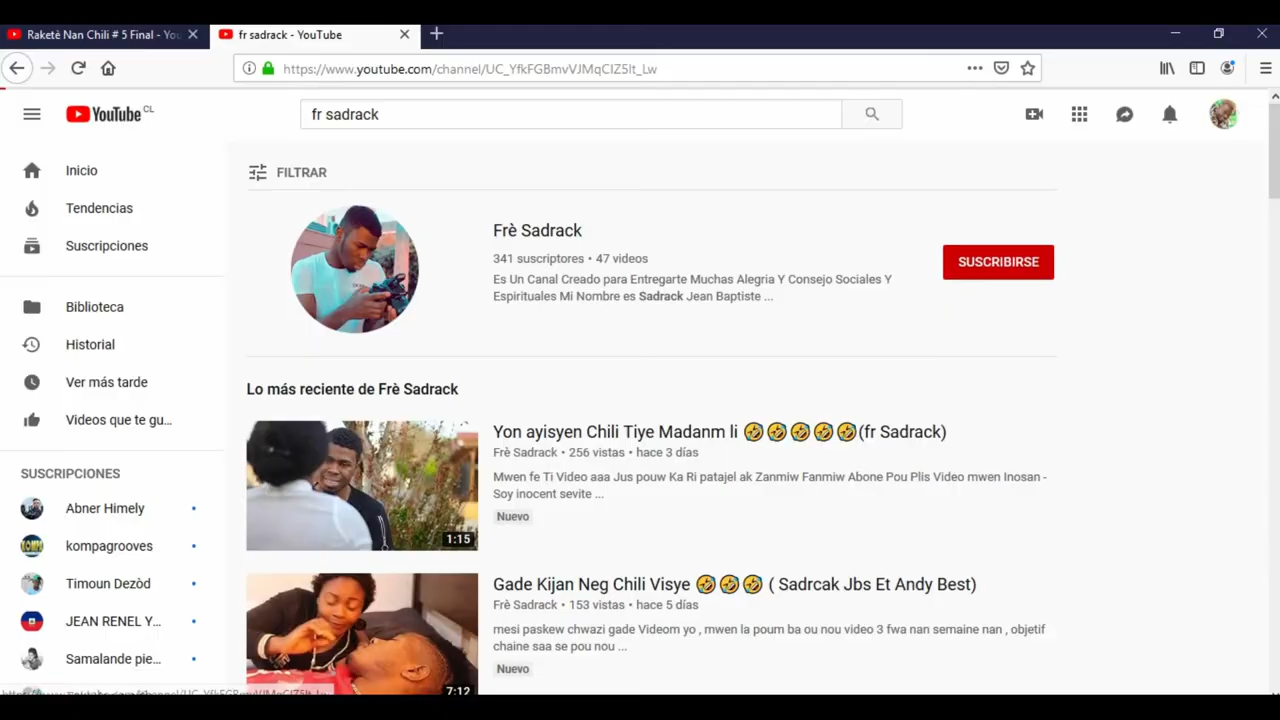 Raketè Nan Chili # 5 Final - You
fr sadrack - YouTube
https://www.youtube.com/channel/UC_YfkFGBmvVJMqCIZ5lt_Lw
YouTube CL
fr sadrack
Inicio
Tendencias
Suscripciones
Biblioteca
Historial
Ver más tarde
Videos que te gu...
SUSCRIPCIONES
Abner Himely
kompagrooves
Timoun Dezòd
JEAN RENEL Y...
Samalande pie...
FILTRAR
Frè Sadrack
341 suscriptores • 47 videos
Es Un Canal Creado para Entregarte Muchas Alegria Y Consejo Sociales Y
Espirituales Mi Nombre es Sadrack Jean Baptiste ...
SUSCRIBIRSE
Lo más reciente de Frè Sadrack
Yon ayisyen Chili Tiye Madanm li 🤣🤣🤣🤣🤣(fr Sadrack)
Frè Sadrack • 256 vistas • hace 3 días
Mwen fe Ti Video aaa Jus pouw Ka Ri patajel ak Zanmiw Fanmiw Abone Pou Plis Video mwen Inosan -
Soy inocent sevite ...
Nuevo
1:15
Gade Kijan Neg Chili Visye 🤣🤣🤣 ( Sadrcak Jbs Et Andy Best)
Frè Sadrack • 153 vistas • hace 5 días
mesi paskew chwazi gade Videom yo , mwen la poum ba ou nou video 3 fwa nan semaine nan , objetif
chaine saa se pou nou ...
Nuevo
7:12